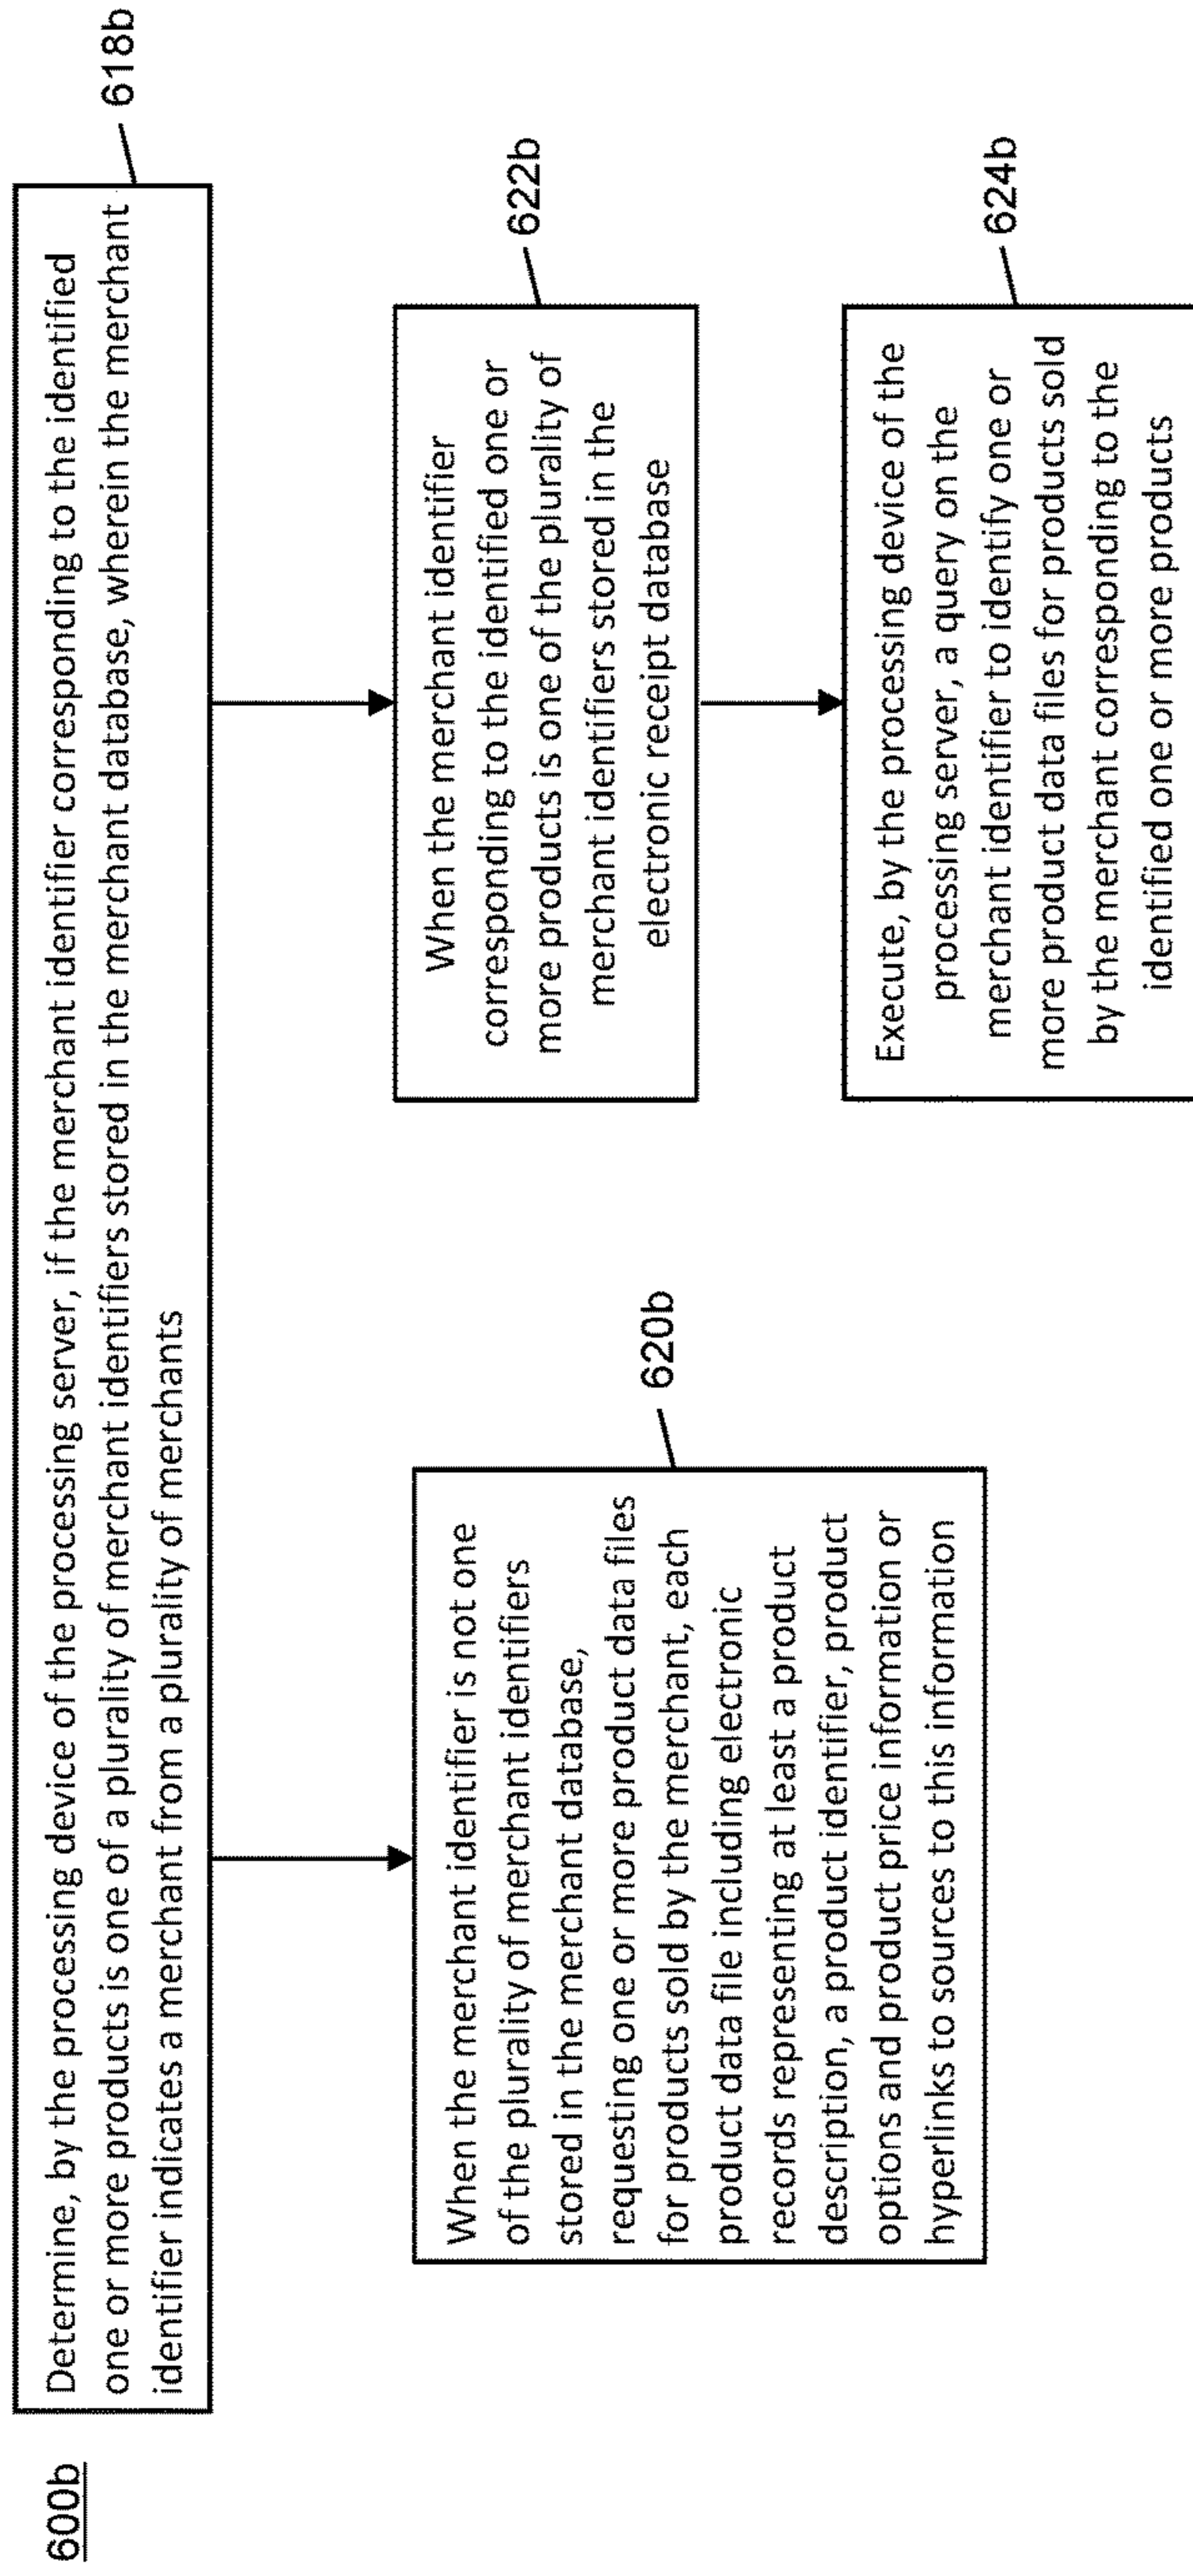 600b
Determine, by the processing device of the processing server, if the merchant identifier corresponding to the identified
one or more products is one of a plurality of merchant identifiers stored in the merchant database, wherein the merchant
identifier indicates a merchant from a plurality of merchants
618b
When the merchant identifier is not one
of the plurality of merchant identifiers
stored in the merchant database,
requesting one or more product data files
for products sold by the merchant, each
product data file including electronic
records representing at least a product
description, a product identifier, product
options and product price information or
hyperlinks to sources to this information
620b
When the merchant identifier
corresponding to the identified one or
more products is one of the plurality of
merchant identifiers stored in the
electronic receipt database
622b
Execute, by the processing device of the
processing server, a query on the
merchant identifier to identify one or
more product data files for products sold
by the merchant corresponding to the
identified one or more products
624b